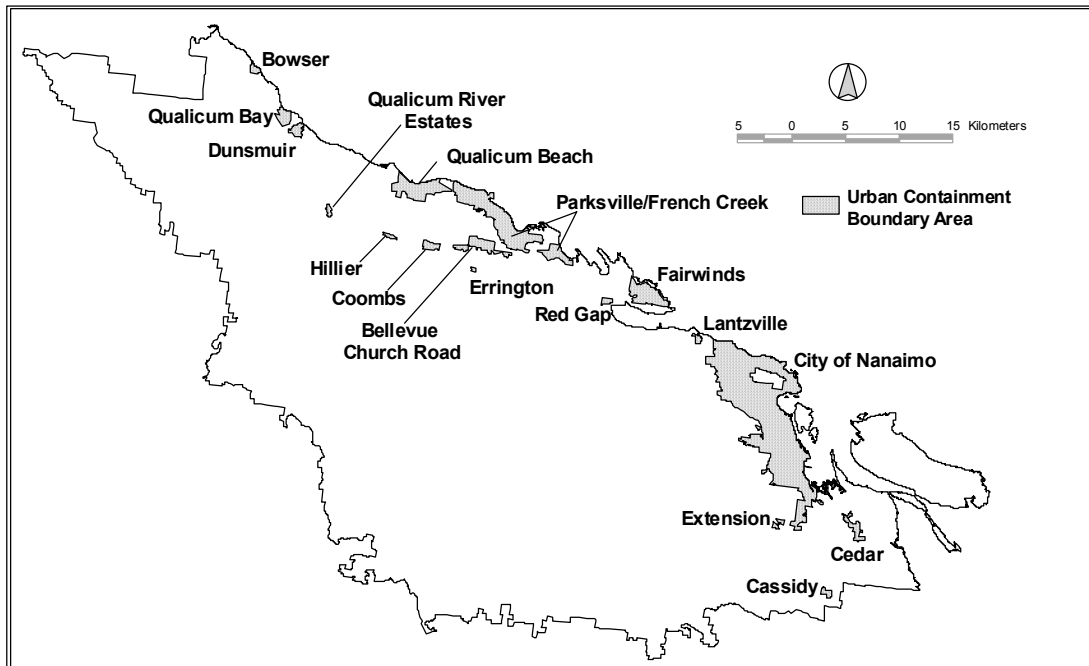 Bowser
Qualicum River
Estates
Qualicum Bay
Dunsmuir
Qualicum Beach
5 0 5 10 15 Kilometers
Parksville/French Creek
Urban Containment
Boundary Area
Hillier
Coombs
Errington
Bellevue
Church Road
Fairwinds
Red Gap
Lantzville
City of Nanaimo
Extension
Cedar
Cassidy